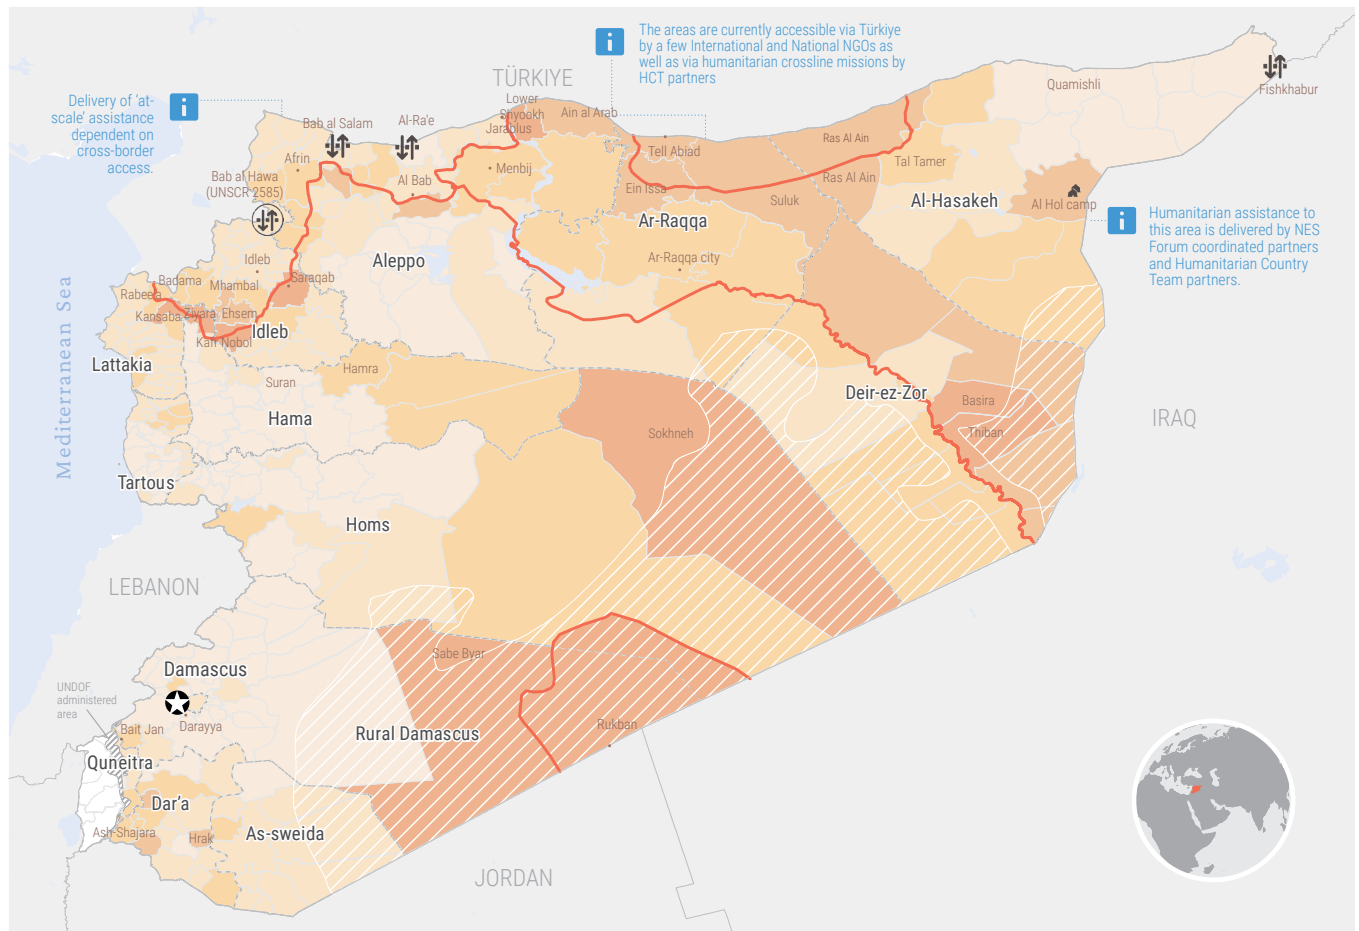 The areas are currently accessible via Türkiye
by a few International and National NGOs as
well as via humanitarian crossline missions by
HCT partners
TÜRKIYE
Delivery of 'at-
scale' assistance
dependent on
cross-border
access.
Fishkhabur
Quamishli
Lower
Shyookh
Jarablus
Ain al Arab
Bab al Salam
Al-Ra'e
Tell Abiad
Ras Al Ain
Tal Tamer
Afrin
Menbij
Bab al Hawa
(UNSCR 2585)
Al Bab
Ein Issa
Ras Al Ain
Suluk
Al-Hasakeh
Al Hol camp
Humanitarian assistance to
this area is delivered by NES
Forum coordinated partners
and Humanitarian Country
Team partners.
Ar-Raqqa
Ar-Raqqa city
Aleppo
Idleb
Saraqab
Badama
Mhambal
Rabeea
Kansaba
Ziyara
Ehsem
Idleb
Kafr Nobol
Mediterranean Sea
Lattakia
Hamra
Suran
Hama
Deir-ez-Zor
Basira
Thiban
IRAQ
Sokhneh
Tartous
Homs
LEBANON
Sabe Byar
Damascus
UNDOF
administered
area
Darayya
Bait Jan
Rural Damascus
Rukban
Quneitra
Dar'a
Ash-Shajara
Hrak
As-sweida
JORDAN